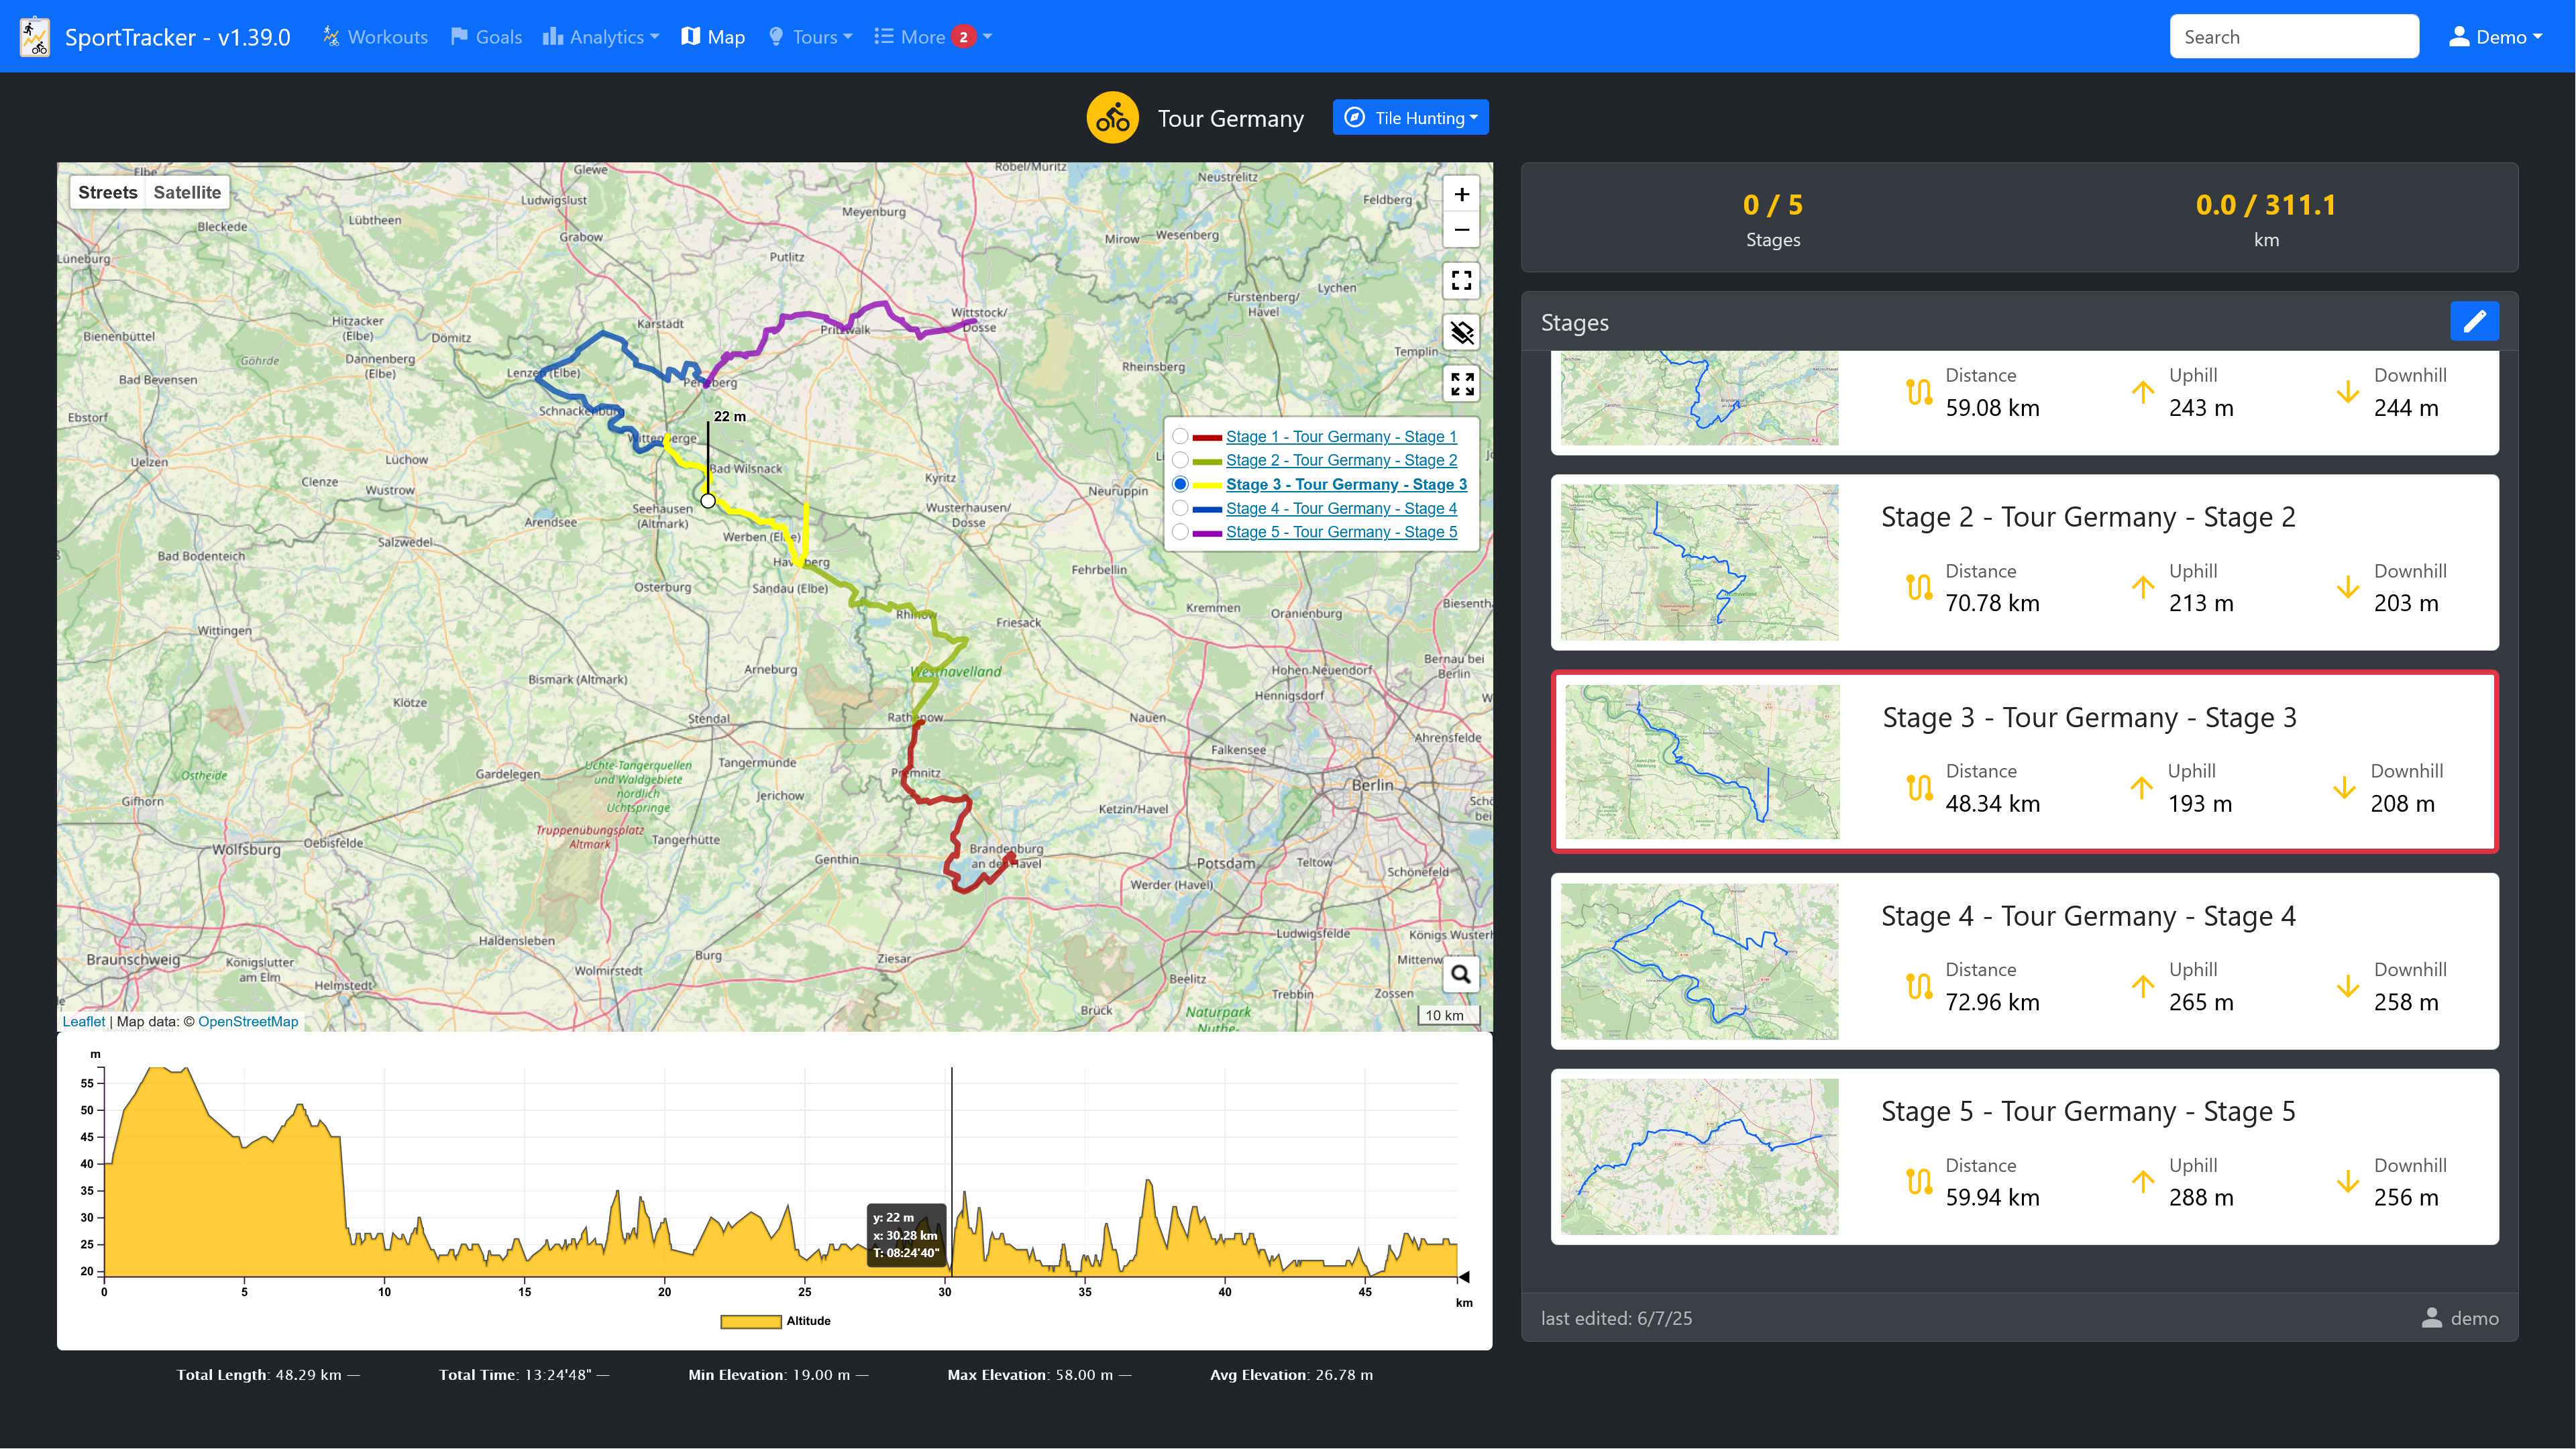 SportTracker - v1.39.0
Workouts
Goals
Analytics
Map
Tours
More 2
Search
Demo
Tour Germany
Tile Hunting
Streets
Satellite
+
−
Elbe
Glewe
Röbel/Müritz
Neustrelitz
Ludwigslust
Feldberg
Lübtheen
Meyenburg
Bleckede
Grabow
Mirow
Wesenberg
Lüneburg
Putlitz
Lychen
Fürstenberg/
Havel
Hitzacker
(Elbe)
Karstädt
Pritzwalk
Wittstock/
Dosse
Bienenbüttel
Dömitz
Göhrde
Dannenberg
(Elbe)
Templin
Rheinsberg
Lenzen (Elbe)
Perleberg
Bad Bevensen
Ebstorf
Schnackenburg
22 m
Wittenberge
Uelzen
Lüchow
Bad Wilsnack
Kyritz
Clenze
Wustrow
Neuruppin
Seehausen
(Altmark)
Wusterhausen/
Dosse
Arendsee
Salzwedel
Werben (Elbe)
Bad Bodenteich
Havelberg
Fehrbellin
Osterburg
Sandau (Elbe)
Stage 1 - Tour Germany - Stage 1
Stage 2 - Tour Germany - Stage 2
Stage 3 - Tour Germany - Stage 3
Stage 4 - Tour Germany - Stage 4
Stage 5 - Tour Germany - Stage 5
Kremmen
Oranienburg
Biesenth
Rhinow
Friesack
Wittingen
Arneburg
Westhavelland
Hohen Neuendorf
Bernau bei
Berlin
Bismark (Altmark)
Hennigsdorf
Klötze
Stendal
Rathenow
Nauen
Ahrensfelde
Falkensee
Ostheide
Gardelegen
Uchte-Tangerquellen
und Waldgebiete
nördlich
Uchtspringe
Tangermünde
Premnitz
Berlin
Gifhorn
Jerichow
Ketzin/Havel
Truppenübungsplatz
Altmark
Tangerhütte
Wolfsburg
Oebisfelde
Genthin
Brandenburg
an der Havel
Potsdam
Teltow
Schönefeld
Werder (Havel)
Haldensleben
Ludwigsfelde
Königs Wusterh
Braunschweig
Königslutter
am Elm
Helmstedt
Wolmirstedt
Burg
Ziesar
Mittenw
Beelitz
Trebbin
Zossen
Brück
Naturpark
Nuthe-
Leaflet | Map data: © OpenStreetMap
10 km
m
55
50
45
40
35
30
25
20
y: 22 m
x: 30.28 km
T: 08:24'40"
0 5 10 15 20 25 30 35 40 45
km
Altitude
Total Length: 48.29 km —
Total Time: 13:24'48" —
Min Elevation: 19.00 m —
Max Elevation: 58.00 m —
Avg Elevation: 26.78 m
0 / 5
Stages
0.0 / 311.1
km
Stages
Distance
59.08 km
Uphill
243 m
Downhill
244 m
Stage 2 - Tour Germany - Stage 2
Distance
70.78 km
Uphill
213 m
Downhill
203 m
Stage 3 - Tour Germany - Stage 3
Distance
48.34 km
Uphill
193 m
Downhill
208 m
Stage 4 - Tour Germany - Stage 4
Distance
72.96 km
Uphill
265 m
Downhill
258 m
Stage 5 - Tour Germany - Stage 5
Distance
59.94 km
Uphill
288 m
Downhill
256 m
last edited: 6/7/25
demo